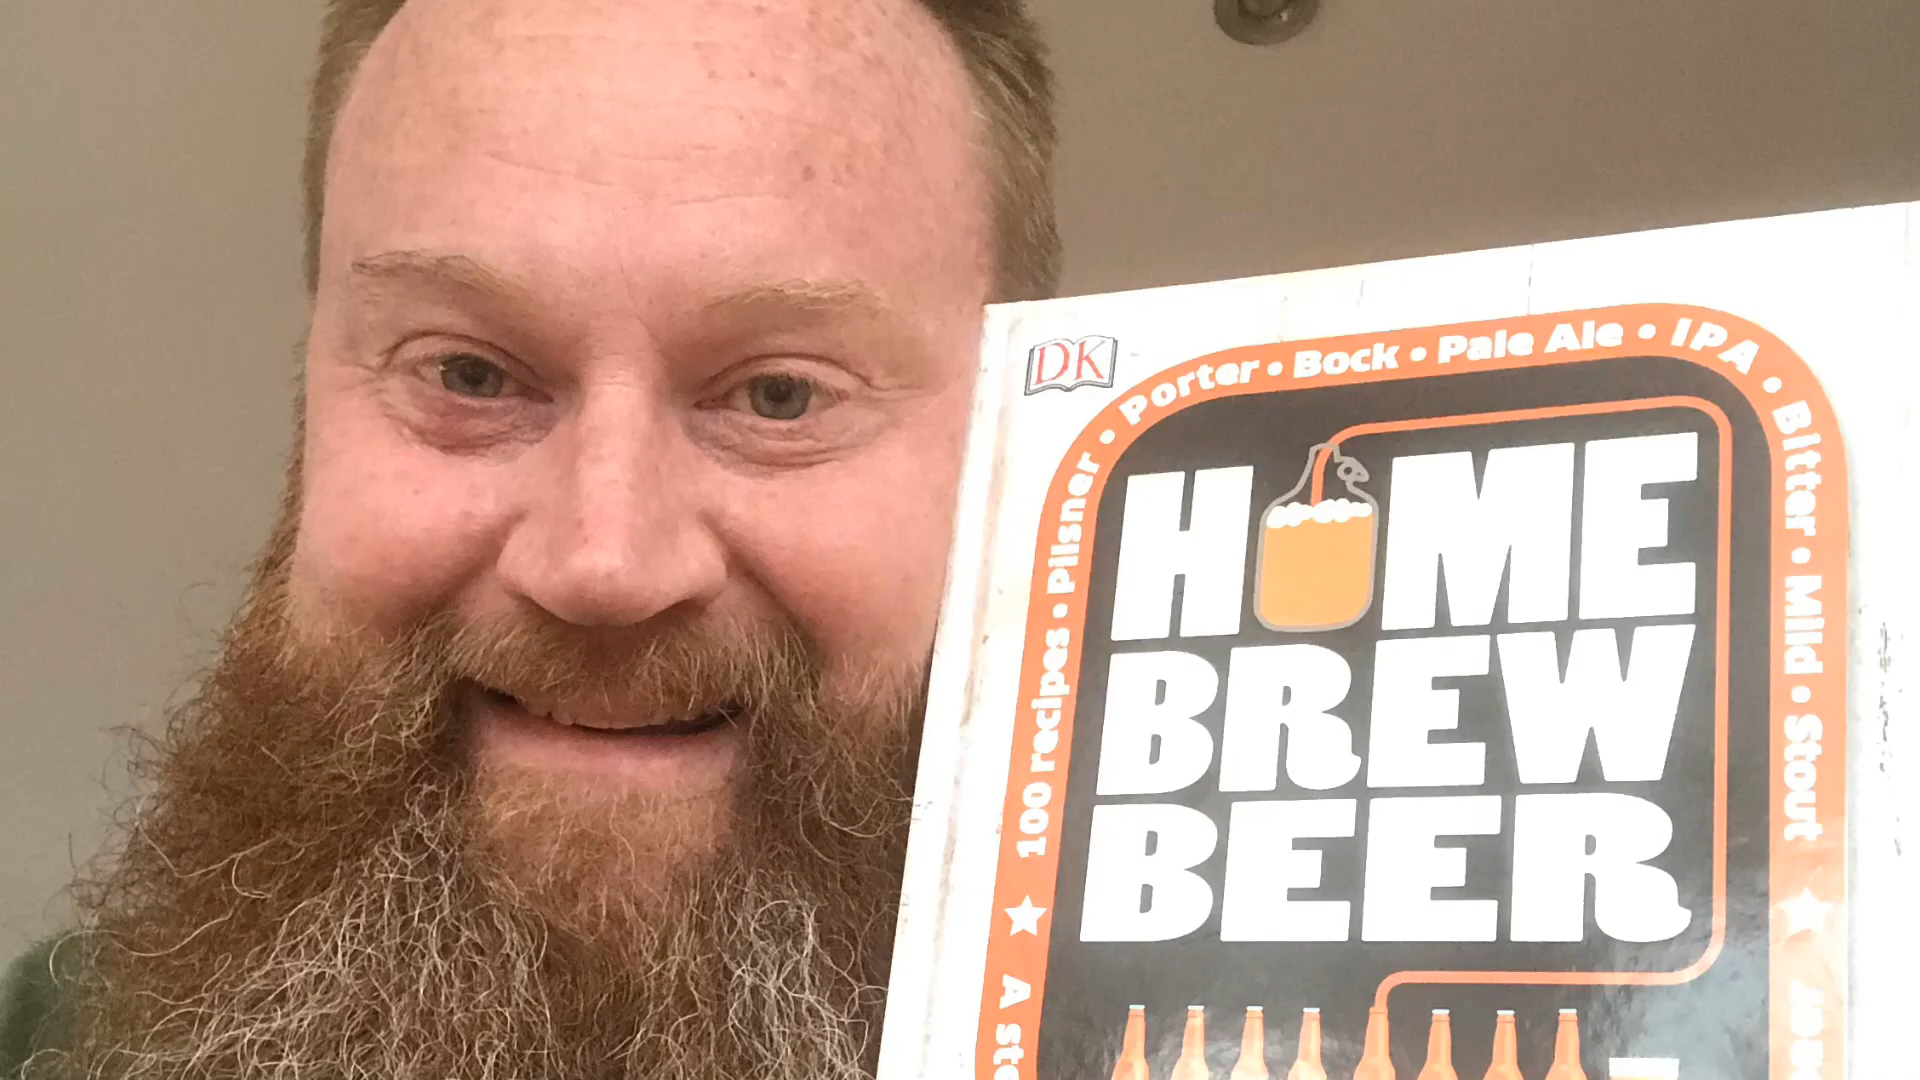 DK
100 recipes • Pilsner • Porter • Bock • Pale Ale • IPA • Bitter • Mild • Stout
HOME
BREW
BEER
A